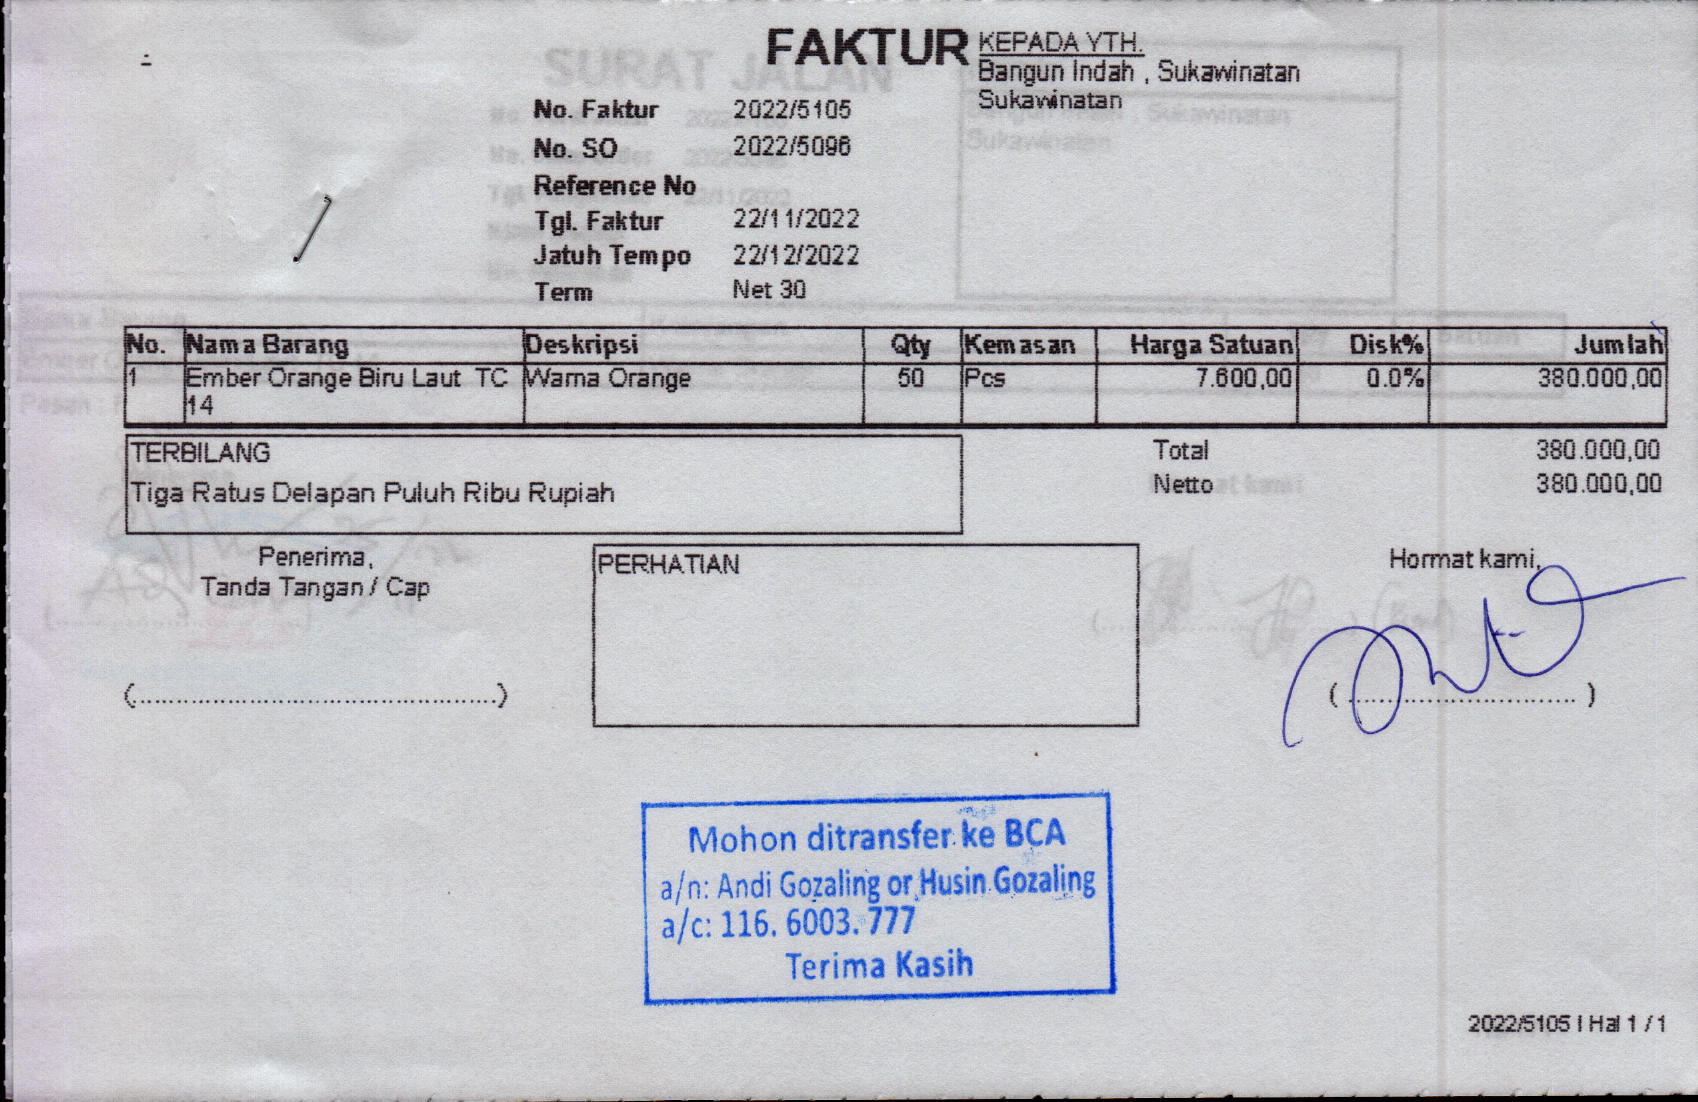 FAKTUR
KEPADA YTH.
Bangun Indah , Sukawinatan
Sukawinatan
No. Faktur 2022/5105
No. SO 2022/5096
Reference No
Tgl. Faktur 22/11/2022
Jatuh Tempo 22/12/2022
Term Net 30
No. Nama Barang Deskripsi Qty Kemasan Harga Satuan Disk% Jumlah
1 Ember Orange Biru Laut TC Warna Orange 50 Pcs 7.600,00 0.0% 380.000,00
14
TERBILANG
Tiga Ratus Delapan Puluh Ribu Rupiah
Total 380.000,00
Netto 380.000,00
Penerima,
Tanda Tangan / Cap
(..............................................)
PERHATIAN
Hormat kami,
( ............................. )
Mohon ditransfer ke BCA
a/n: Andi Gozaling or Husin Gozaling
a/c: 116. 6003. 777
Terima Kasih
2022/5105 | Hal 1 / 1
SURAT JALAN